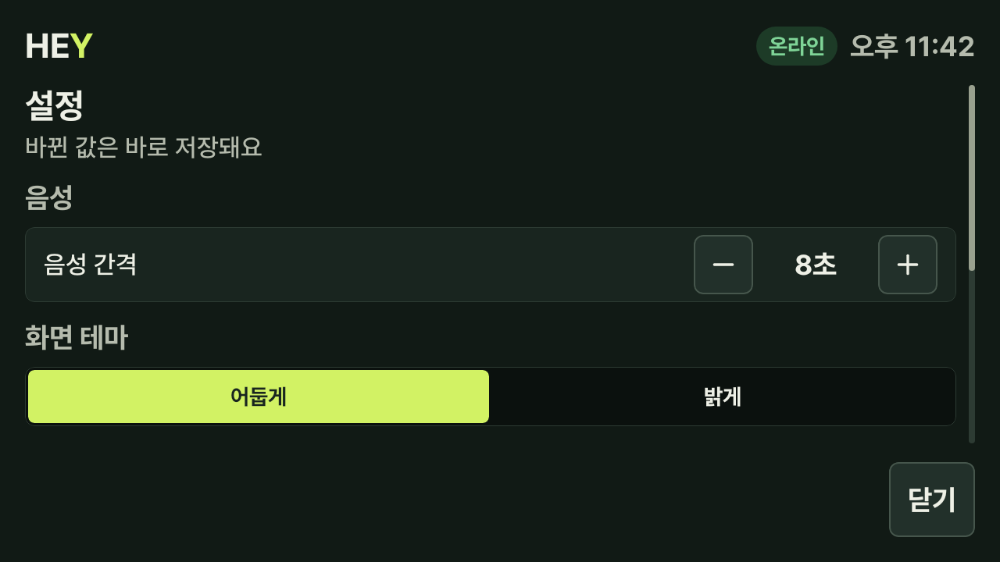 HEY
온라인 오후 11:42
설정
바뀐 값은 바로 저장돼요
음성
음성 간격 − 8초 +
화면 테마
어둡게 밝게
닫기